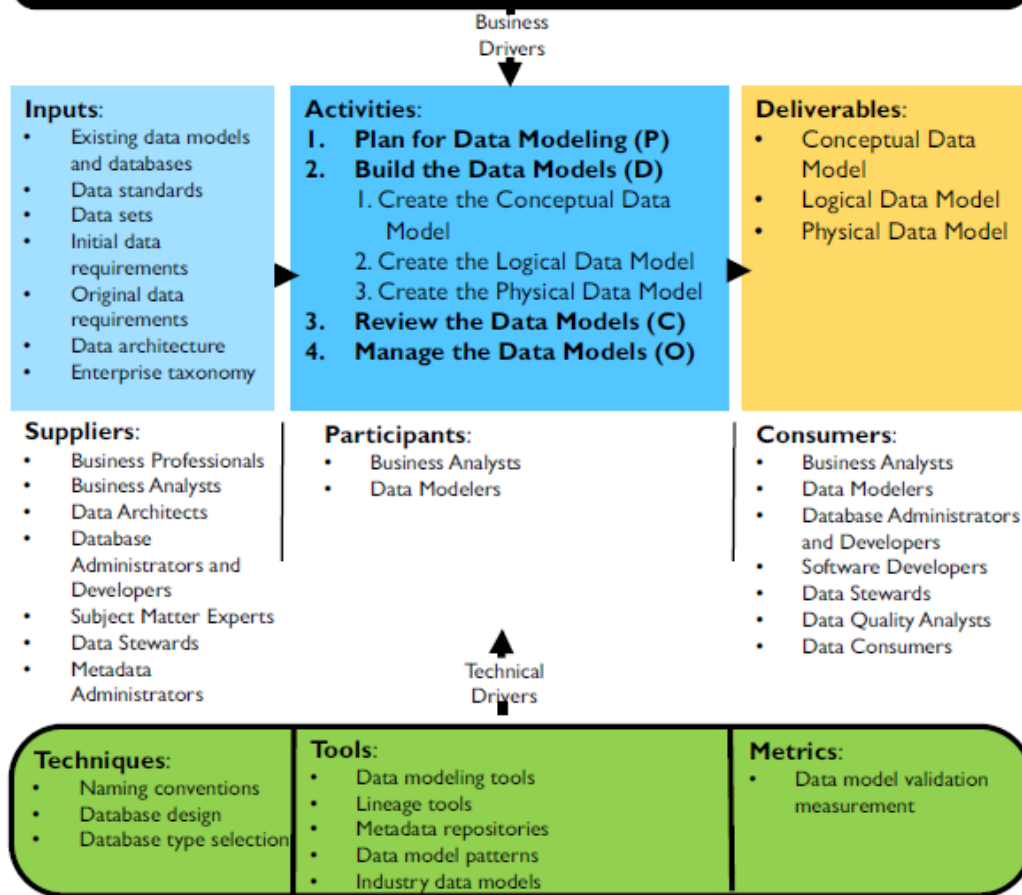 Business
Drivers
Inputs:
• Existing data models
and databases
• Data standards
• Data sets
• Initial data
requirements
• Original data
requirements
• Data architecture
• Enterprise taxonomy
Activities:
1. Plan for Data Modeling (P)
2. Build the Data Models (D)
1. Create the Conceptual Data
Model
2. Create the Logical Data Model
3. Create the Physical Data Model
3. Review the Data Models (C)
4. Manage the Data Models (O)
Deliverables:
• Conceptual Data
Model
• Logical Data Model
• Physical Data Model
Suppliers:
• Business Professionals
• Business Analysts
• Data Architects
• Database
Administrators and
Developers
• Subject Matter Experts
• Data Stewards
• Metadata
Administrators
Participants:
• Business Analysts
• Data Modelers
Consumers:
• Business Analysts
• Data Modelers
• Database Administrators
and Developers
• Software Developers
• Data Stewards
• Data Quality Analysts
• Data Consumers
Technical
Drivers
Techniques:
• Naming conventions
• Database design
• Database type selection
Tools:
• Data modeling tools
• Lineage tools
• Metadata repositories
• Data model patterns
• Industry data models
Metrics:
• Data model validation
measurement